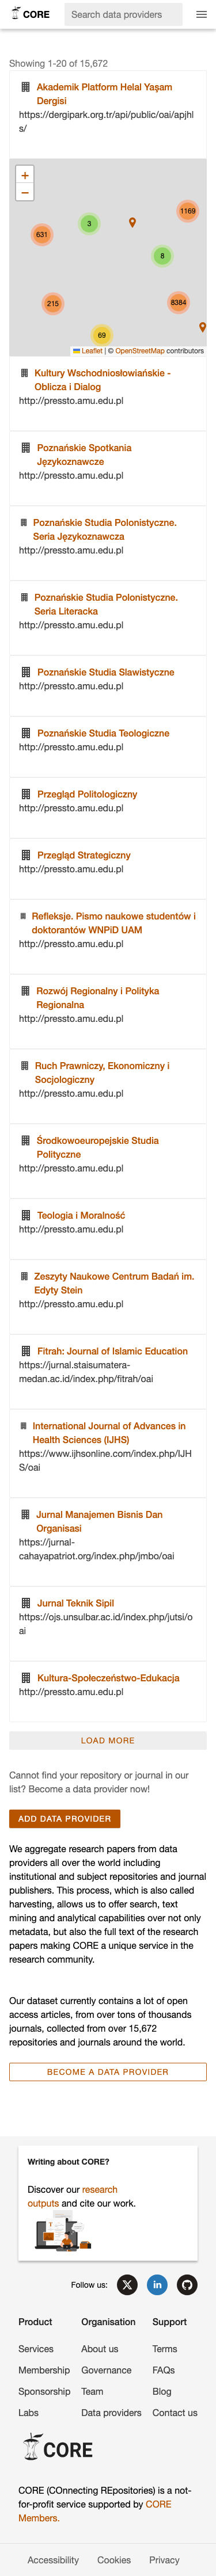 CORE
Search data providers
Showing 1-20 of 15,672
Akademik Platform Helal Yaşam
Dergisi
https://dergipark.org.tr/api/public/oai/apjhl
s/
+
−
631
3
1169
8
215
8384
69
Leaflet | © OpenStreetMap contributors
Kultury Wschodniosłowiańskie -
Oblicza i Dialog
http://pressto.amu.edu.pl
Poznańskie Spotkania
Językoznawcze
http://pressto.amu.edu.pl
Poznańskie Studia Polonistyczne.
Seria Językoznawcza
http://pressto.amu.edu.pl
Poznańskie Studia Polonistyczne.
Seria Literacka
http://pressto.amu.edu.pl
Poznańskie Studia Slawistyczne
http://pressto.amu.edu.pl
Poznańskie Studia Teologiczne
http://pressto.amu.edu.pl
Przegląd Politologiczny
http://pressto.amu.edu.pl
Przegląd Strategiczny
http://pressto.amu.edu.pl
Refleksje. Pismo naukowe studentów i
doktorantów WNPiD UAM
http://pressto.amu.edu.pl
Rozwój Regionalny i Polityka
Regionalna
http://pressto.amu.edu.pl
Ruch Prawniczy, Ekonomiczny i
Socjologiczny
http://pressto.amu.edu.pl
Środkowoeuropejskie Studia
Polityczne
http://pressto.amu.edu.pl
Teologia i Moralność
http://pressto.amu.edu.pl
Zeszyty Naukowe Centrum Badań im.
Edyty Stein
http://pressto.amu.edu.pl
Fitrah: Journal of Islamic Education
https://jurnal.staisumatera-
medan.ac.id/index.php/fitrah/oai
International Journal of Advances in
Health Sciences (IJHS)
https://www.ijhsonline.com/index.php/IJH
S/oai
Jurnal Manajemen Bisnis Dan
Organisasi
https://jurnal-
cahayapatriot.org/index.php/jmbo/oai
Jurnal Teknik Sipil
https://ojs.unsulbar.ac.id/index.php/jutsi/o
ai
Kultura-Społeczeństwo-Edukacja
http://pressto.amu.edu.pl
LOAD MORE
Cannot find your repository or journal in our
list? Become a data provider now!
ADD DATA PROVIDER
We aggregate research papers from data
providers all over the world including
institutional and subject repositories and journal
publishers. This process, which is also called
harvesting, allows us to offer search, text
mining and analytical capabilities over not only
metadata, but also the full text of the research
papers making CORE a unique service in the
research community.
Our dataset currently contains a lot of open
access articles, from over tens of thousands
journals, collected from over 15,672
repositories and journals around the world.
BECOME A DATA PROVIDER
Writing about CORE?
Discover our research
outputs and cite our work.
Follow us:
Product
Organisation
Support
Services
About us
Terms
Membership
Governance
FAQs
Sponsorship
Team
Blog
Labs
Data providers
Contact us
CORE
CORE (COnnecting REpositories) is a not-
for-profit service supported by CORE
Members.
Accessibility
Cookies
Privacy